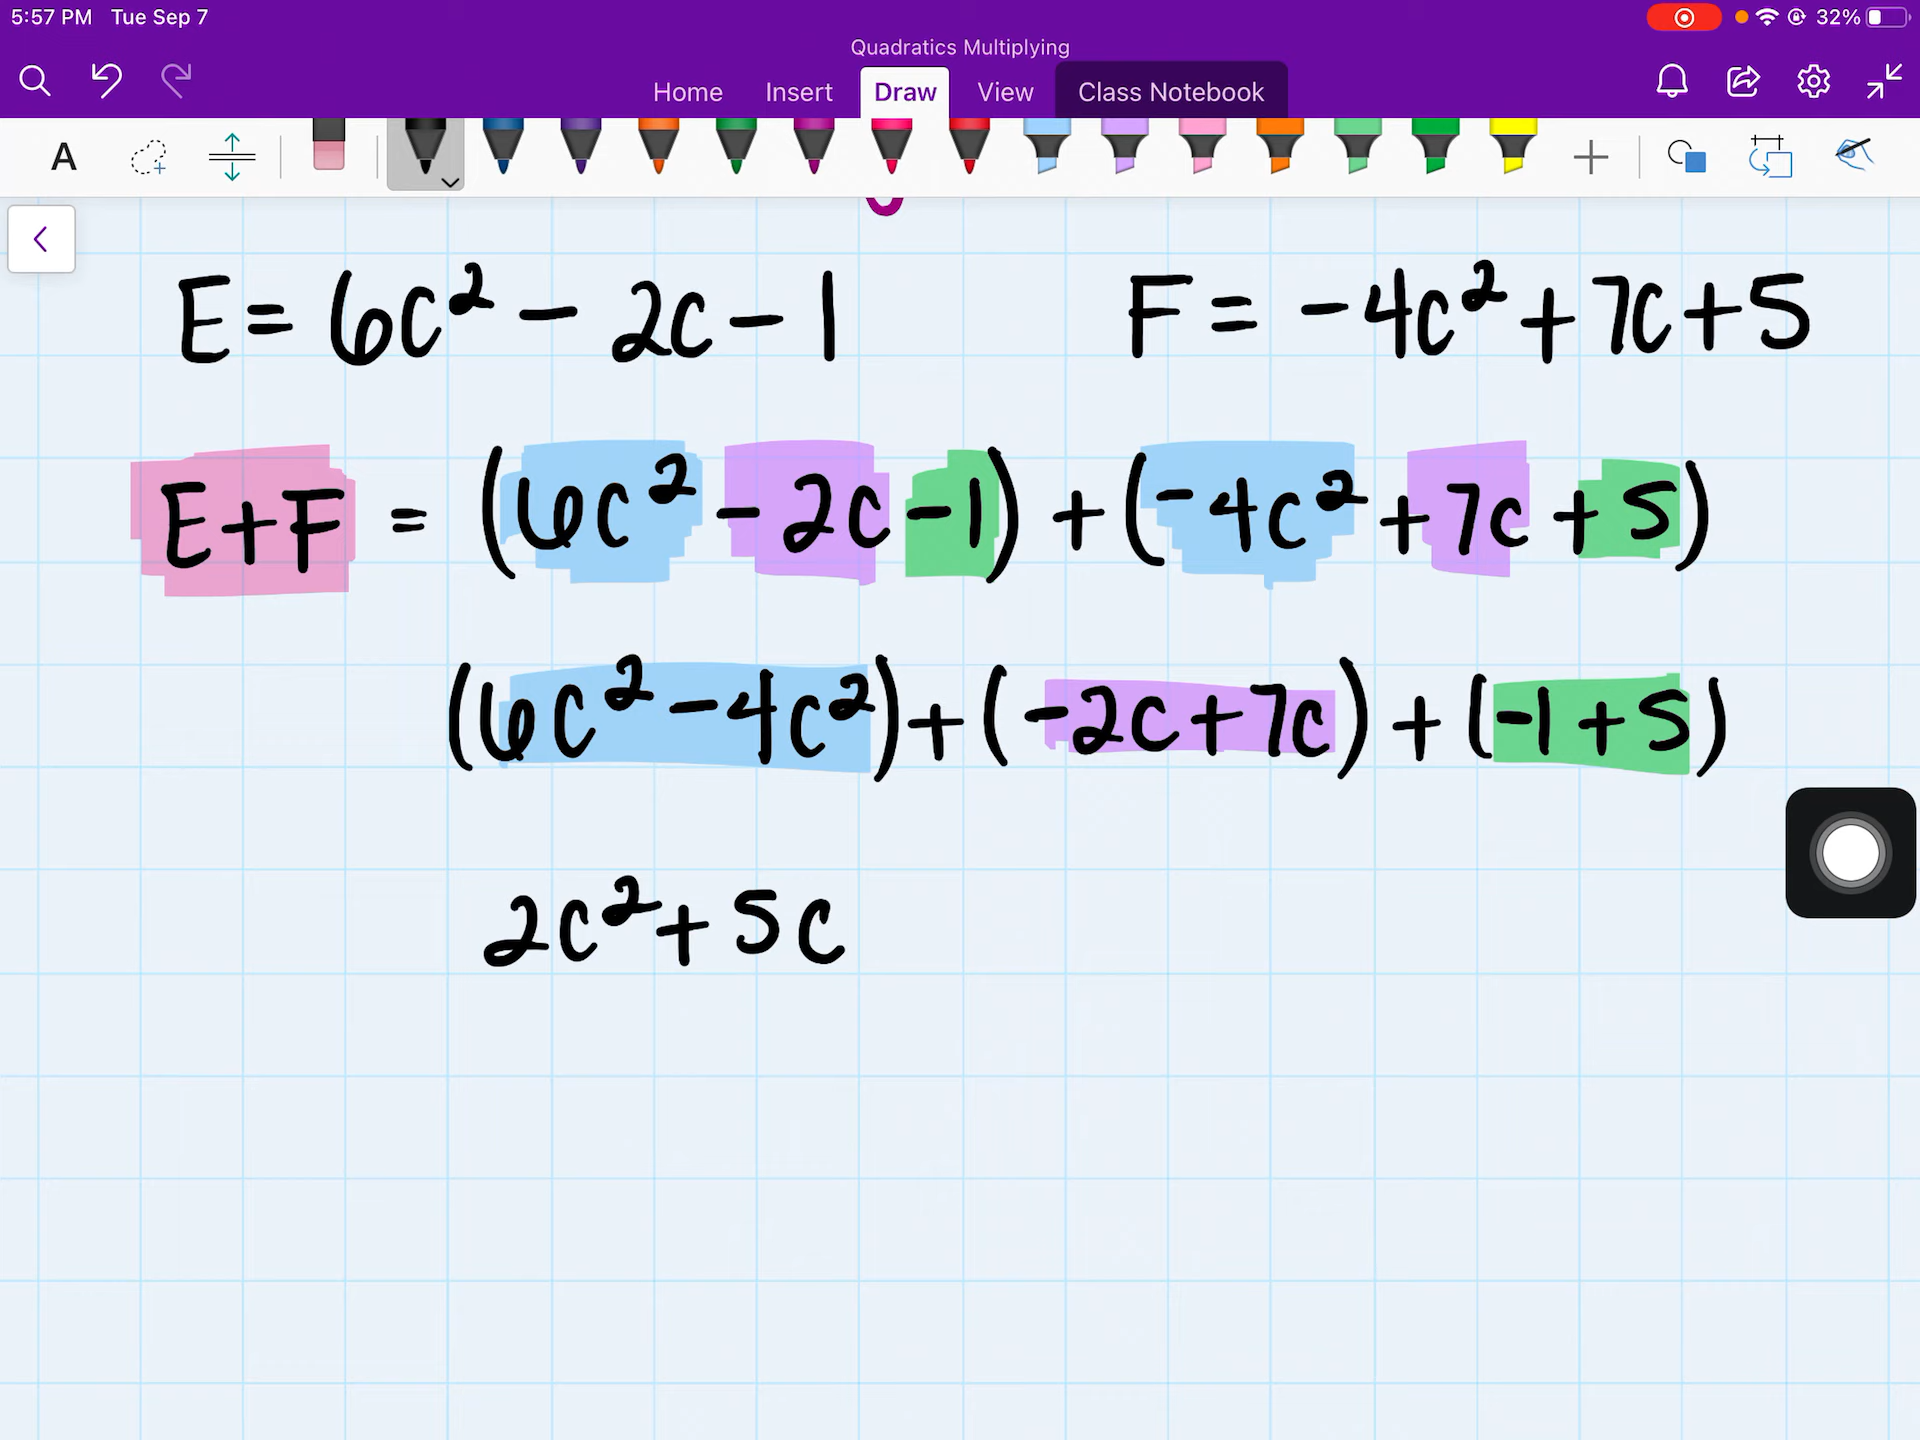 5:57 PM Tue Sep 7 32%
Quadratics Multiplying
Home Insert Draw View Class Notebook
A
E = 6c² - 2c - 1 F = -4c² + 7c + 5
E+F = (6c² - 2c - 1) + (-4c² + 7c + 5)
(6c² - 4c²) + (-2c + 7c) + (-1 + 5)
2c² + 5c